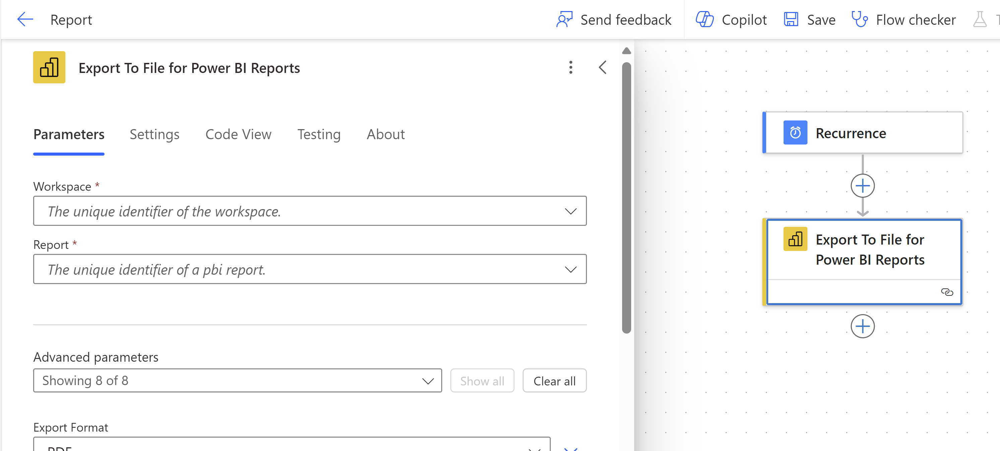 Report
Send feedback
Copilot
Save
Flow checker
Export To File for Power BI Reports
Parameters
Settings
Code View
Testing
About
Workspace *
The unique identifier of the workspace.
Report *
The unique identifier of a pbi report.
Advanced parameters
Showing 8 of 8
Show all
Clear all
Export Format
PDF
Recurrence
Export To File for
Power BI Reports